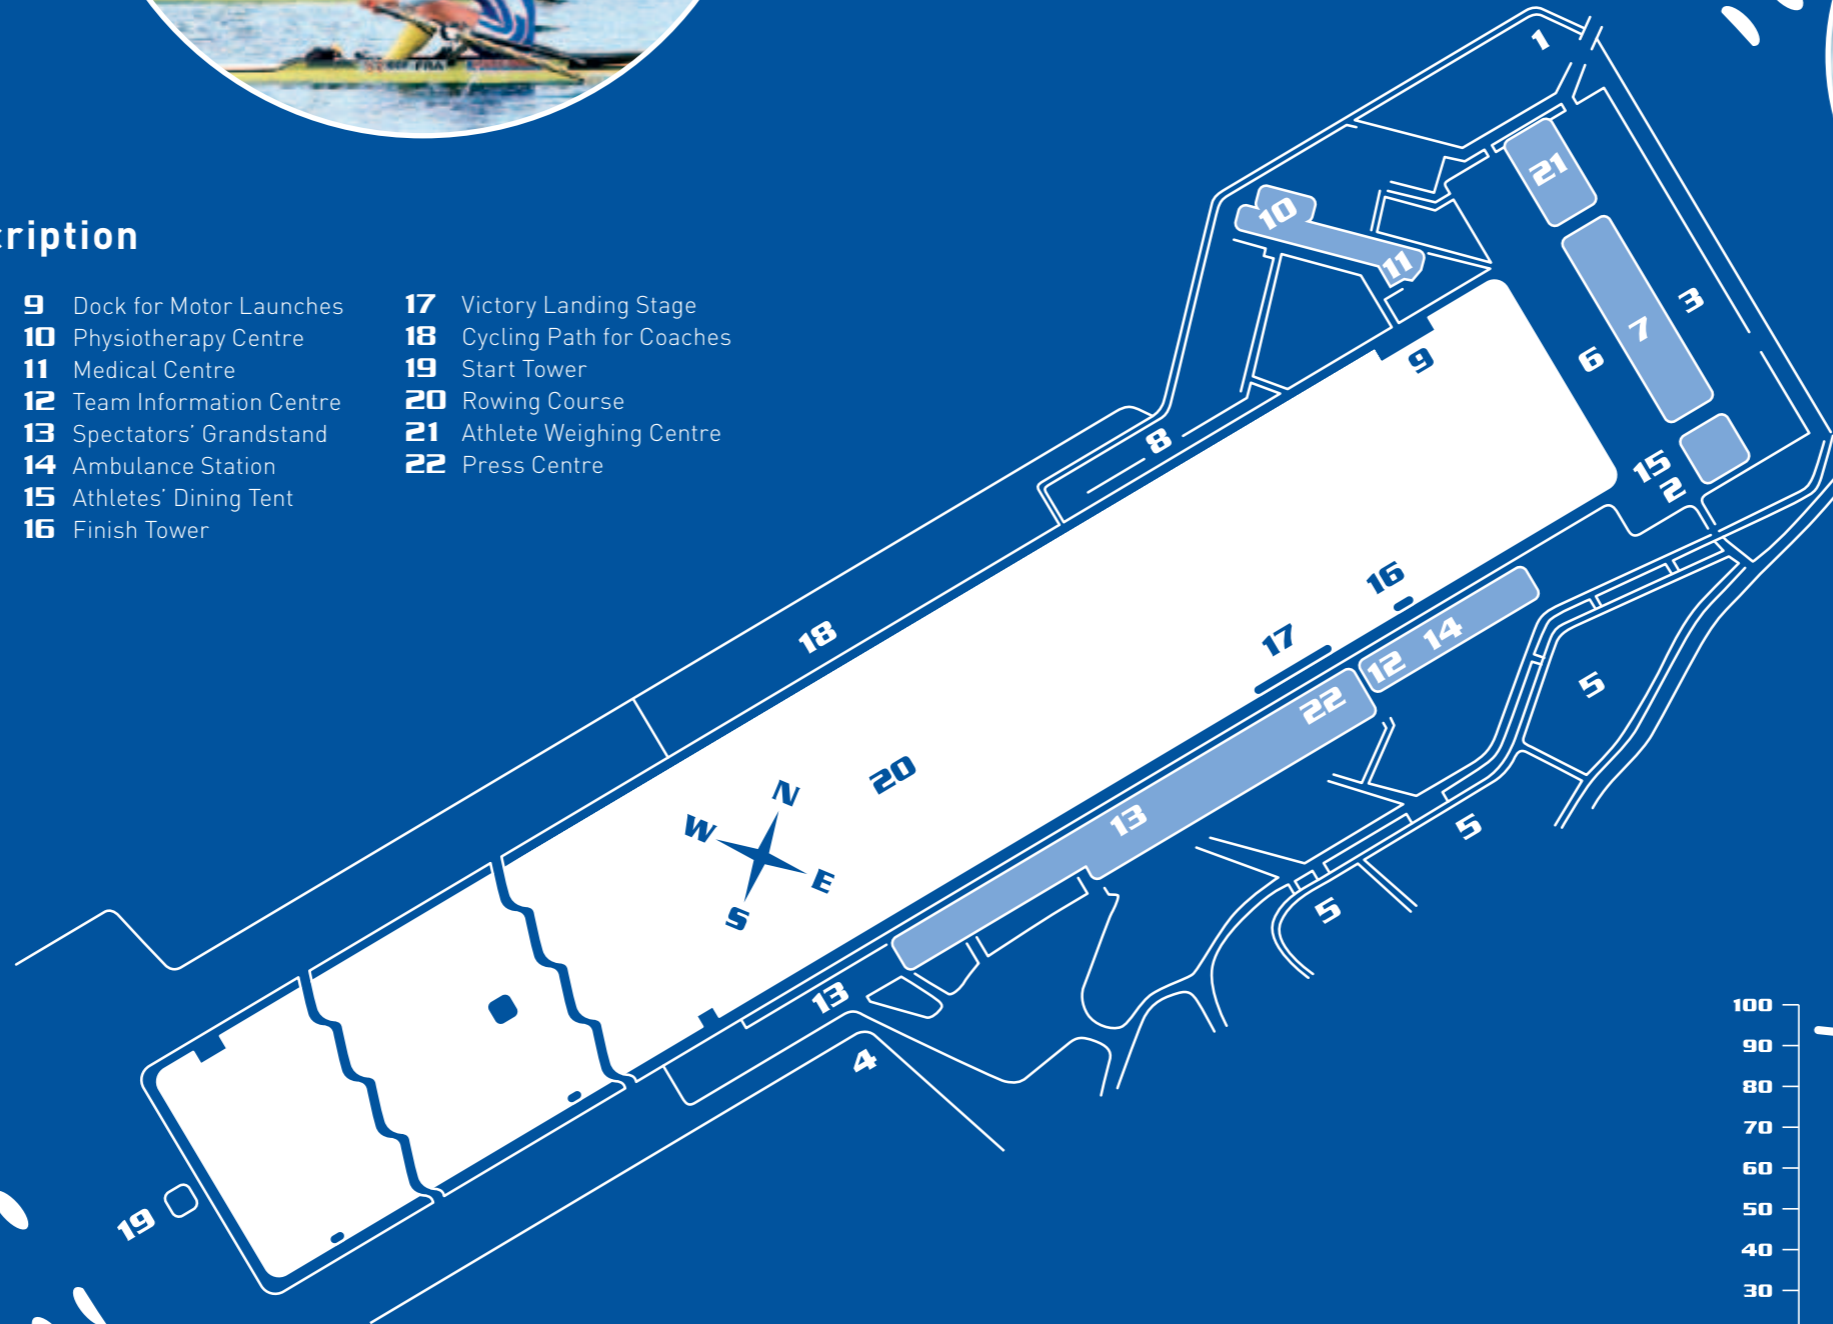 FRA
cription
9 Dock for Motor Launches
10 Physiotherapy Centre
11 Medical Centre
12 Team Information Centre
13 Spectators' Grandstand
14 Ambulance Station
15 Athletes' Dining Tent
16 Finish Tower
17 Victory Landing Stage
18 Cycling Path for Coaches
19 Start Tower
20 Rowing Course
21 Athlete Weighing Centre
22 Press Centre
1
21
10
11
3
7
6
9
8
15
2
16
14
12
17
22
5
18
20
13
N
W
E
S
5
5
13
4
19
100
90
80
70
60
50
40
30